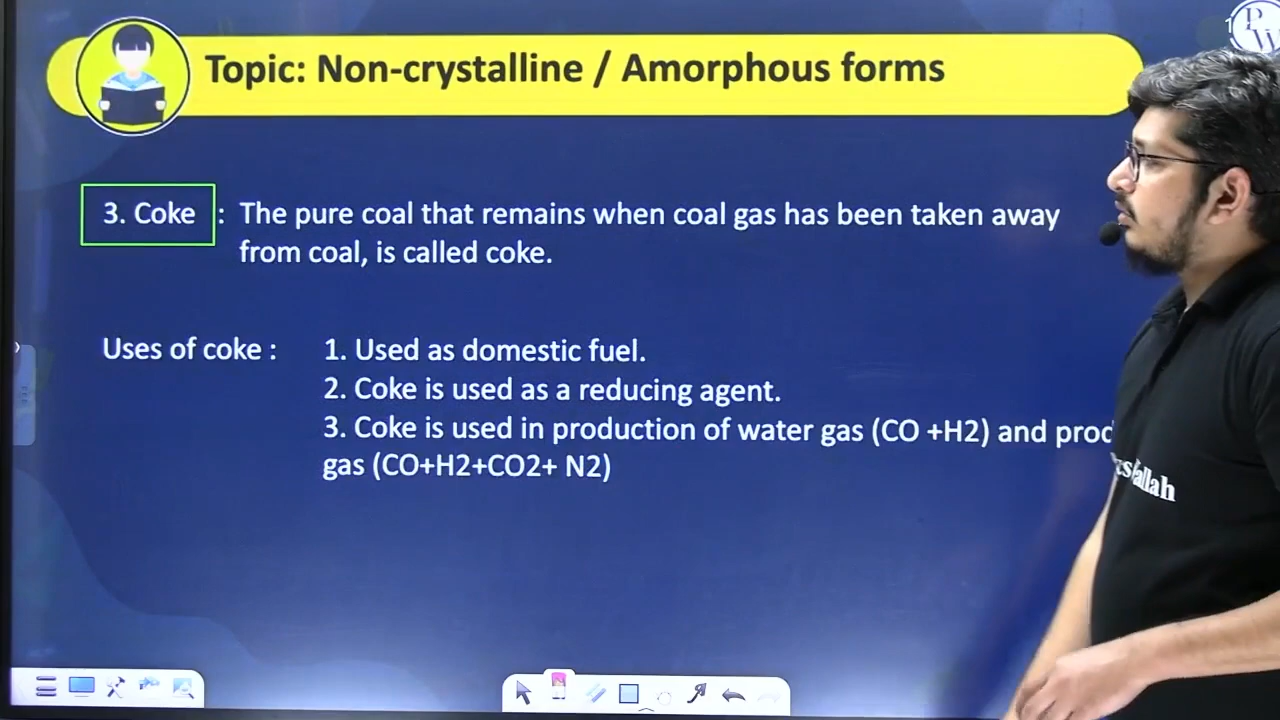 PW
Topic: Non-crystalline / Amorphous forms
3. Coke : The pure coal that remains when coal gas has been taken away
from coal, is called coke.
Uses of coke : 1. Used as domestic fuel.
2. Coke is used as a reducing agent.
3. Coke is used in production of water gas (CO +H2) and
gas (CO+H2+CO2+ N2)